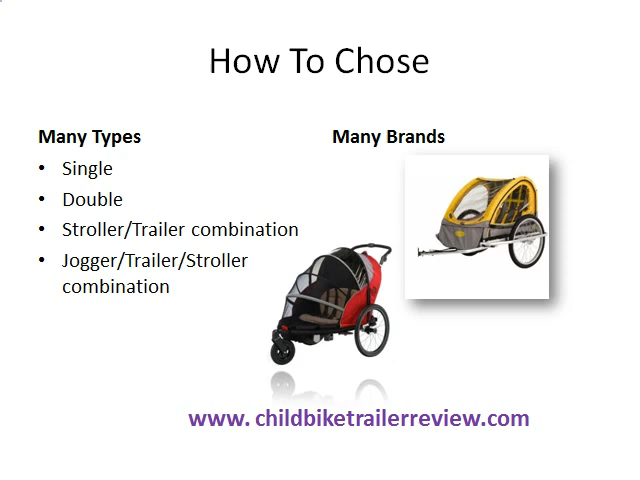 How To Chose
Many Types
• Single
• Double
• Stroller/Trailer combination
• Jogger/Trailer/Stroller
combination
Many Brands
www. childbiketrailerreview.com